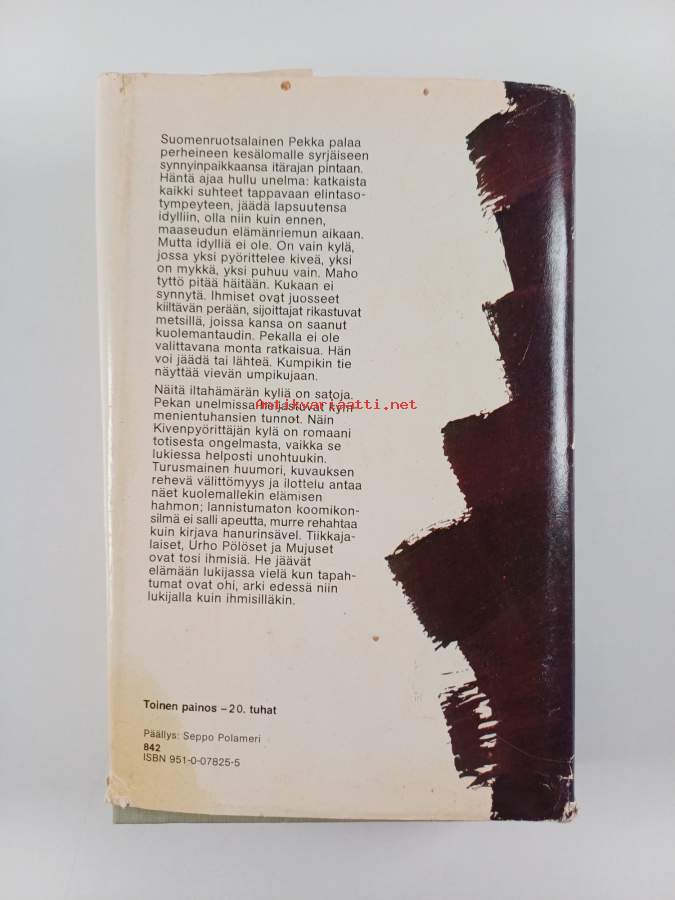 Suomenruotsalainen Pekka palaa
perheineen kesälomalle syrjäiseen
synnyinpaikkaansa itärajan pintaan.
Häntä ajaa hullu unelma: katkaista
kaikki suhteet tappavaan elintaso-
tympeyteen, jäädä lapsuutensa
idylliin, olla niin kuin ennen,
maaseudun elämänriemun aikaan.
Mutta idylliä ei ole. On vain kylä,
jossa yksi pyörittelee kiveä, yksi
on mykkä, yksi puhuu vain. Maho
tyttö pitää häitään. Kukaan ei
synnytä. Ihmiset ovat juosseet
kiiltävän perään, sijoittajat rikastuvat
metsillä, joissa kansa on saanut
kuolemantaudin. Pekalla ei ole
valittavana monta ratkaisua. Hän
voi jäädä tai lähteä. Kumpikin tie
näyttää vievän umpikujaan.
Näitä iltahämärän kyliä on satoja.
Antikvariaatti.net
Pekan unelmissa kym-
menientuhansien tunnot. Näin
Kivenpyörittäjän kylä on romaani
totisesta ongelmasta, vaikka se
lukiessa helposti unohtuukin.
Turusmainen huumori, kuvauksen
rehevä välittömyys ja ilottelu antaa
näet kuolemallekin elämisen
hahmon; lannistumaton koomikon-
silmä ei salli apeutta, murre rehahtaa
kuin kirjava hanurinsävel. Tiikkaja-
laiset, Urho Pölöset ja Mujuset
ovat tosi ihmisiä. He jäävät
elämään lukijassa vielä kun tapah-
tumat ovat ohi, arki edessä niin
lukijalla kuin ihmisilläkin.
Toinen painos – 20. tuhat
Päällys: Seppo Polameri
842
ISBN 951-0-07825-5